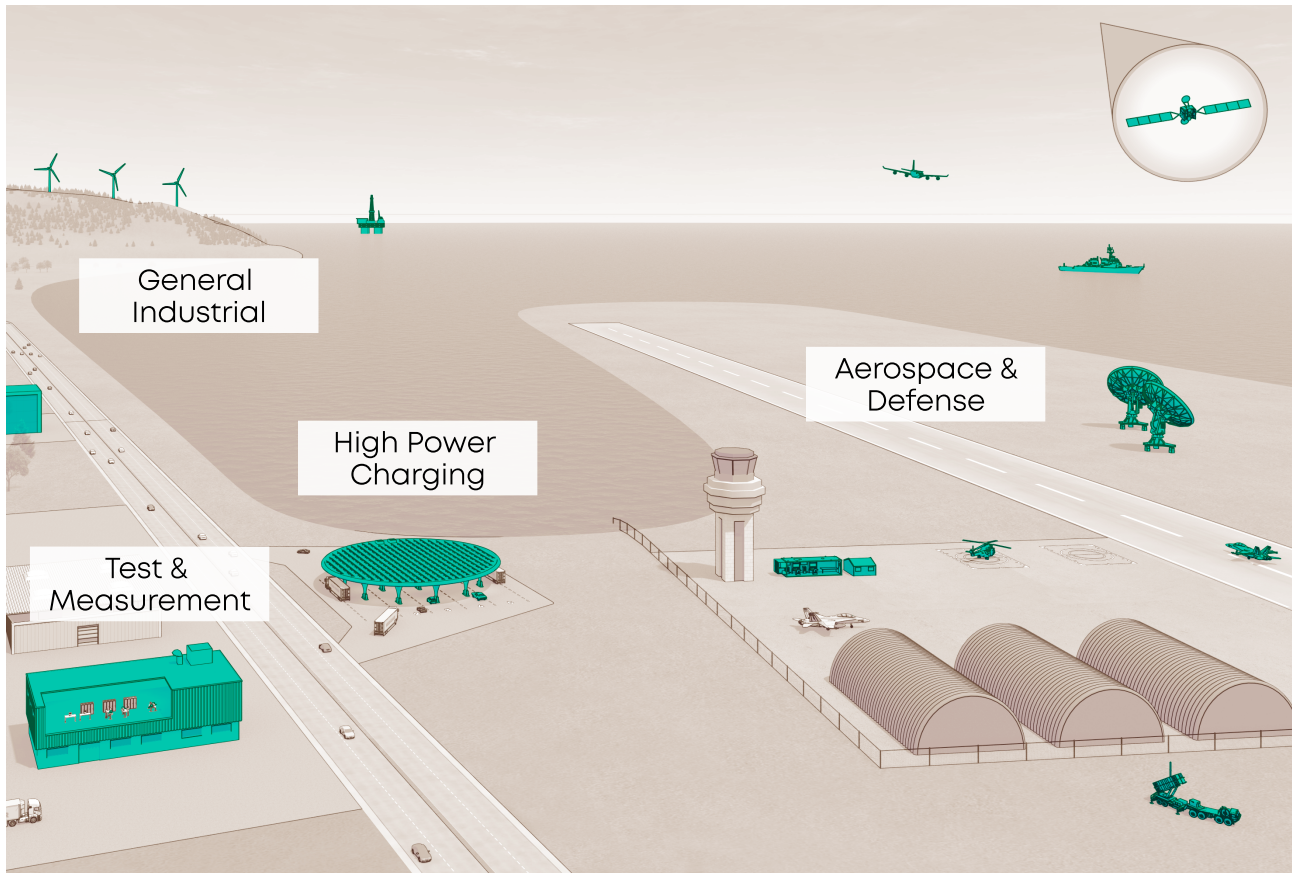 General
Industrial
Aerospace &
Defense
High Power
Charging
Test &
Measurement